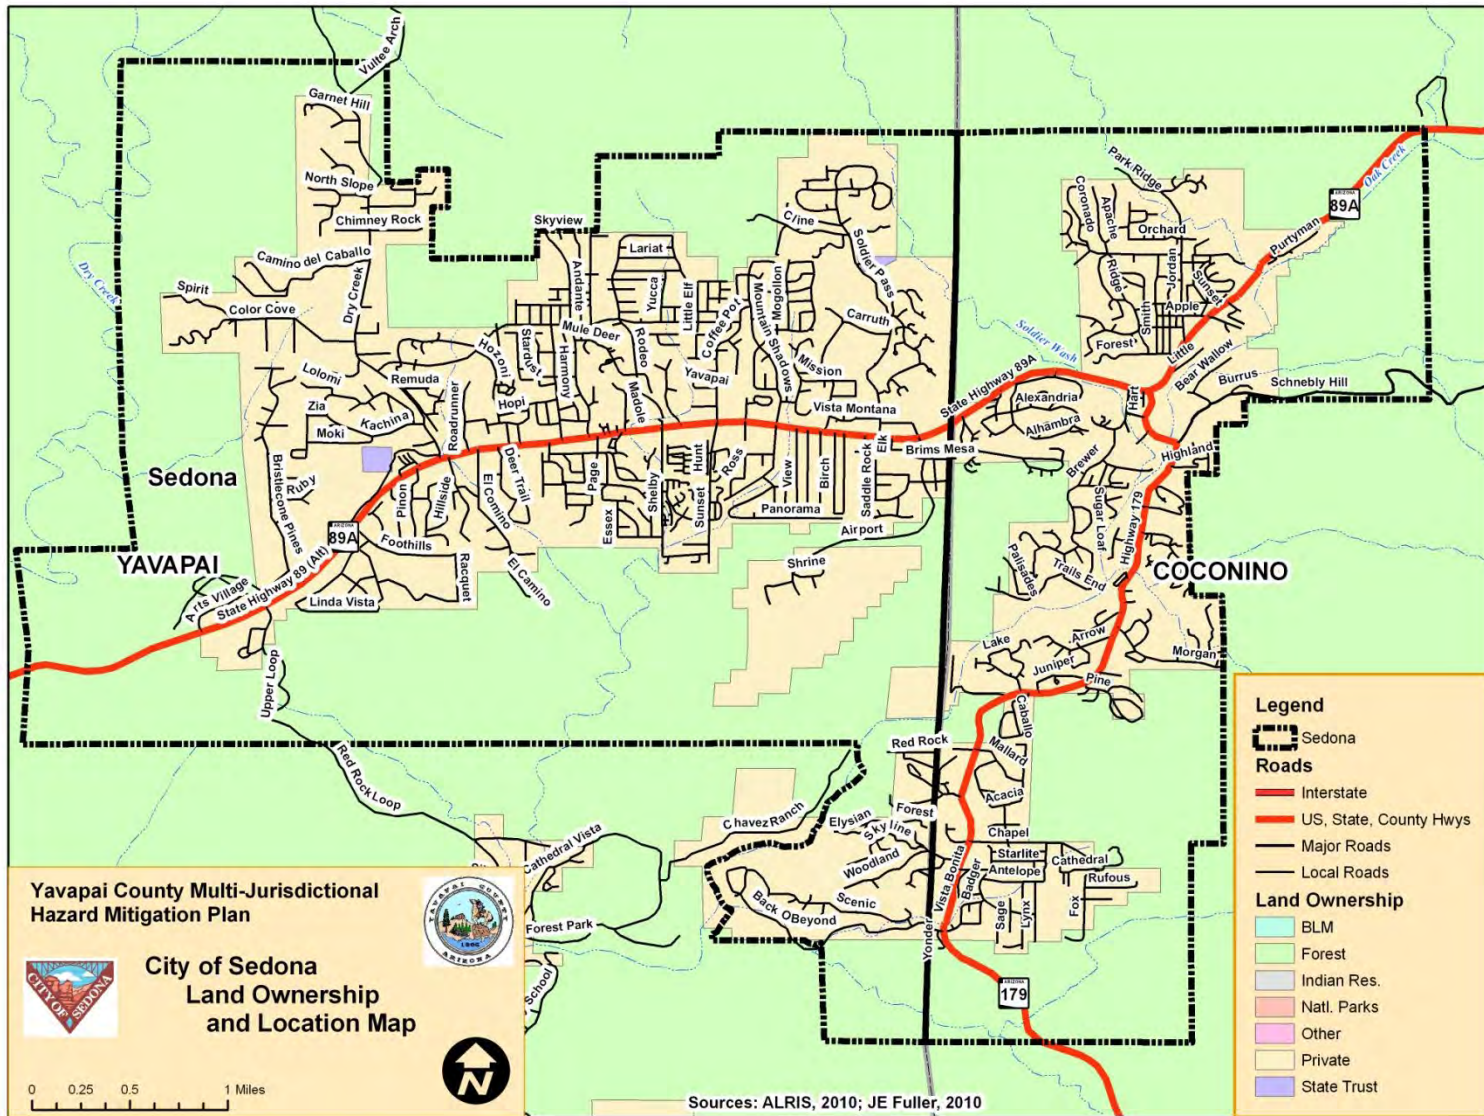 Vultee Arch
Garnet Hill
North Slope
Chimney Rock
Skyview
Camino del Caballo
Dry Creek
Spirit
Color Cove
Dry Creek
Lolomi
Zia
Moki
Kachina
Remuda
Roadrunner
Hozoni
Hopi
Stardust
Harmony
Andante
Mule Deer
Lariat
Yucca
Little Elf
Rodeo
Madole
Coffee Pot
Yavapai
Mogollon
Mountain Shadows
Mission
Cline
Soldier Pass
Carruth
Vista Montana
State Highway 89A
Soldier Wash
Park Ridge
Coronado
Apache
Orchard
Ridge
Jordan
Sunset
Apple
Smith
Forest
Little
Purtyman
Oak Creek
ARIZONA
89A
Bear Wallow
Burrus
Schnebly Hill
Hart
Alexandria
Alhambra
Brewer
Highland
Brims Mesa
Elk
Saddle Rock
Birch
View
Panorama
Airport
Shrine
Ross
Hunt
Sunset
Shelby
Page
Essex
Deer Trail
El Comino
El Camino
Hillside
Pinon
Foothills
Racquet
Linda Vista
Ruby
Bristlecone Pines
Sedona
YAVAPAI
ARIZONA
89A
Arts Village
State Highway 89 (Alt)
Upper Loop
Red Rock Loop
Sugar Loaf
Highway 179
Palisades
Trails End
COCONINO
Lake
Arrow
Juniper
Morgan
Pine
Caballo
Red Rock
Mallard
Acacia
Chavez Ranch
Elysian
Forest
Skyline
Woodland
Chapel
Starlite
Cathedral
Antelope
Rufous
Vista Bonita
Badger
Scenic
Back OBeyond
Sage
Lynx
Fox
Yonder
ARIZONA
179
Cathedral Vista
Forest Park
School
Legend
Sedona
Roads
Interstate
US, State, County Hwys
Major Roads
Local Roads
Land Ownership
BLM
Forest
Indian Res.
Natl. Parks
Other
Private
State Trust
Yavapai County Multi-Jurisdictional
Hazard Mitigation Plan
YAVAPAI COUNTY
ARIZONA
CITY OF SEDONA
City of Sedona
Land Ownership
and Location Map
N
0 0.25 0.5 1 Miles
Sources: ALRIS, 2010; JE Fuller, 2010